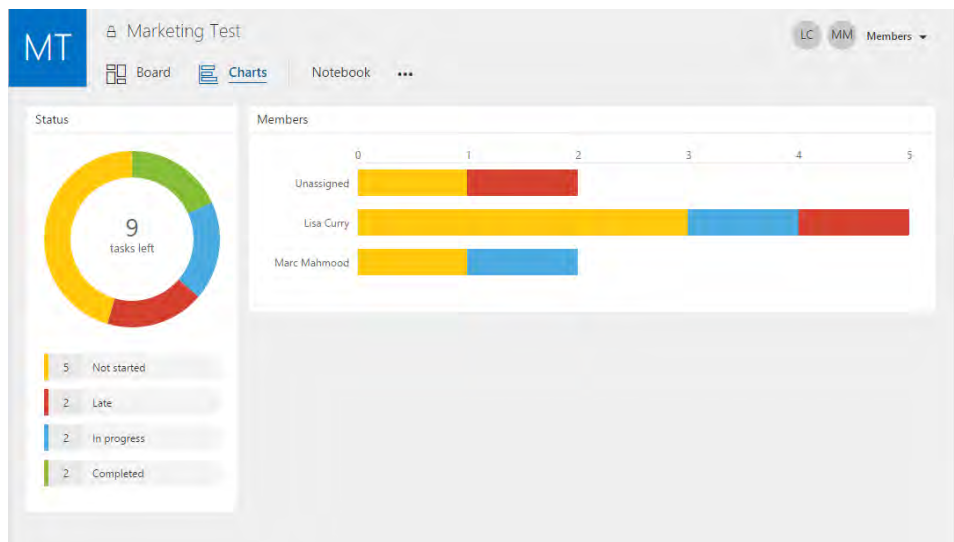 MT
Marketing Test
LC MM Members
Board Charts Notebook •••
Status
9
tasks left
5 Not started
2 Late
2 In progress
2 Completed
Members
0 1 2 3 4 5
Unassigned
Lisa Curry
Marc Mahmood